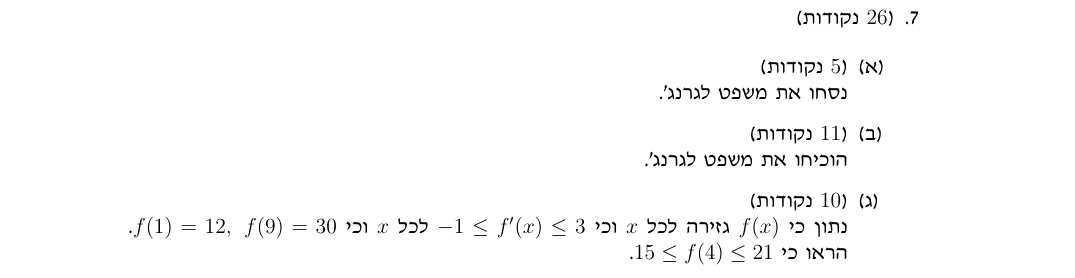 7. (26 נקודות)
(א) (5 נקודות)
נסחו את משפט לגרנג'.
(ב) (11 נקודות)
הוכיחו את משפט לגרנג'.
(ג) (10 נקודות)
נתון כי f(x) גזירה לכל x וכי −1 ≤ f′(x) ≤ 3 לכל x וכי f(1) = 12, f(9) = 30.
הראו כי 15 ≤ f(4) ≤ 21.